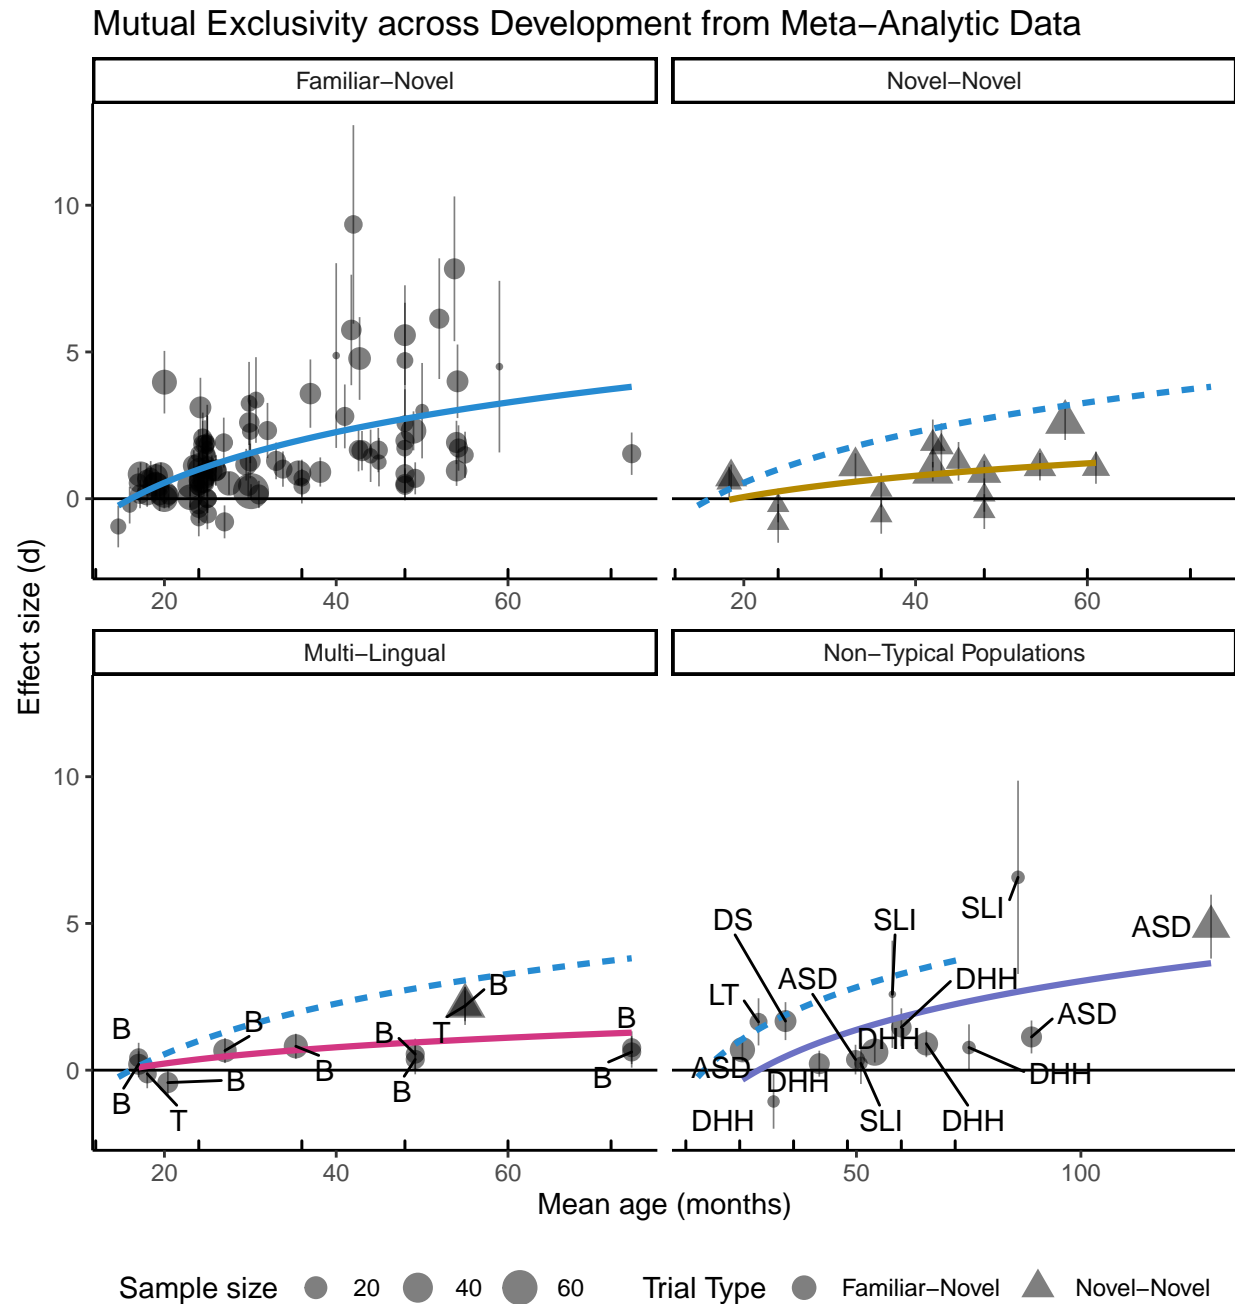 Mutual Exclusivity across Development from Meta−Analytic Data
Familiar−Novel
Novel−Novel
10
5
0
20
40
60
20
40
60
Effect size (d)
Multi−Lingual
Non−Typical Populations
10
5
0
B
B
T
B
B
B
B
B
T
B
B
B
20
40
60
DS
SLI
SLI
ASD
LT
ASD
DHH
ASD
DHH
ASD
DHH
DHH
DHH
SLI
DHH
50
100
Mean age (months)
Sample size 20 40 60 Trial Type Familiar−Novel Novel−Novel